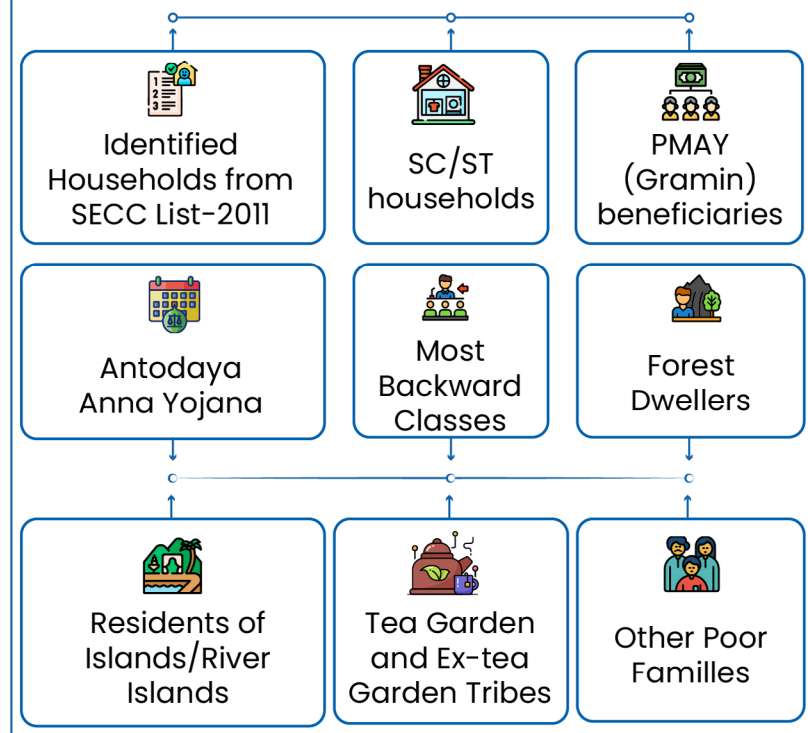 Identified
Households from
SECC List-2011
SC/ST
households
PMAY
(Gramin)
beneficiaries
Antodaya
Anna Yojana
Most
Backward
Classes
Forest
Dwellers
Residents of
Islands/River
Islands
Tea Garden
and Ex-tea
Garden Tribes
Other Poor
Familles